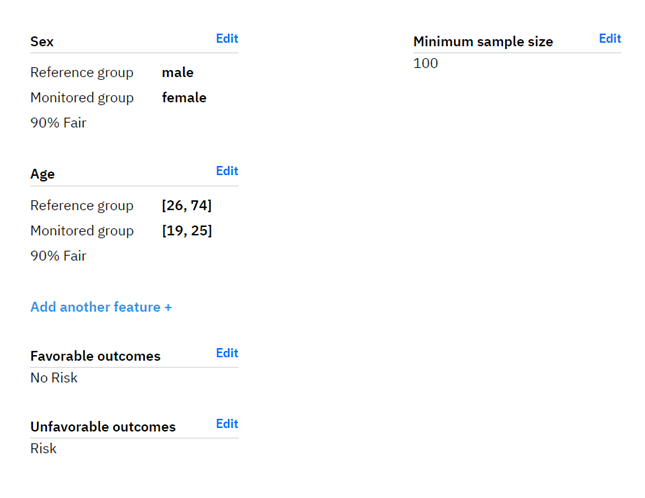 Sex Edit
Reference group male
Monitored group female
90% Fair
Age Edit
Reference group [26, 74]
Monitored group [19, 25]
90% Fair
Add another feature +
Favorable outcomes Edit
No Risk
Unfavorable outcomes Edit
Risk
Minimum sample size Edit
100